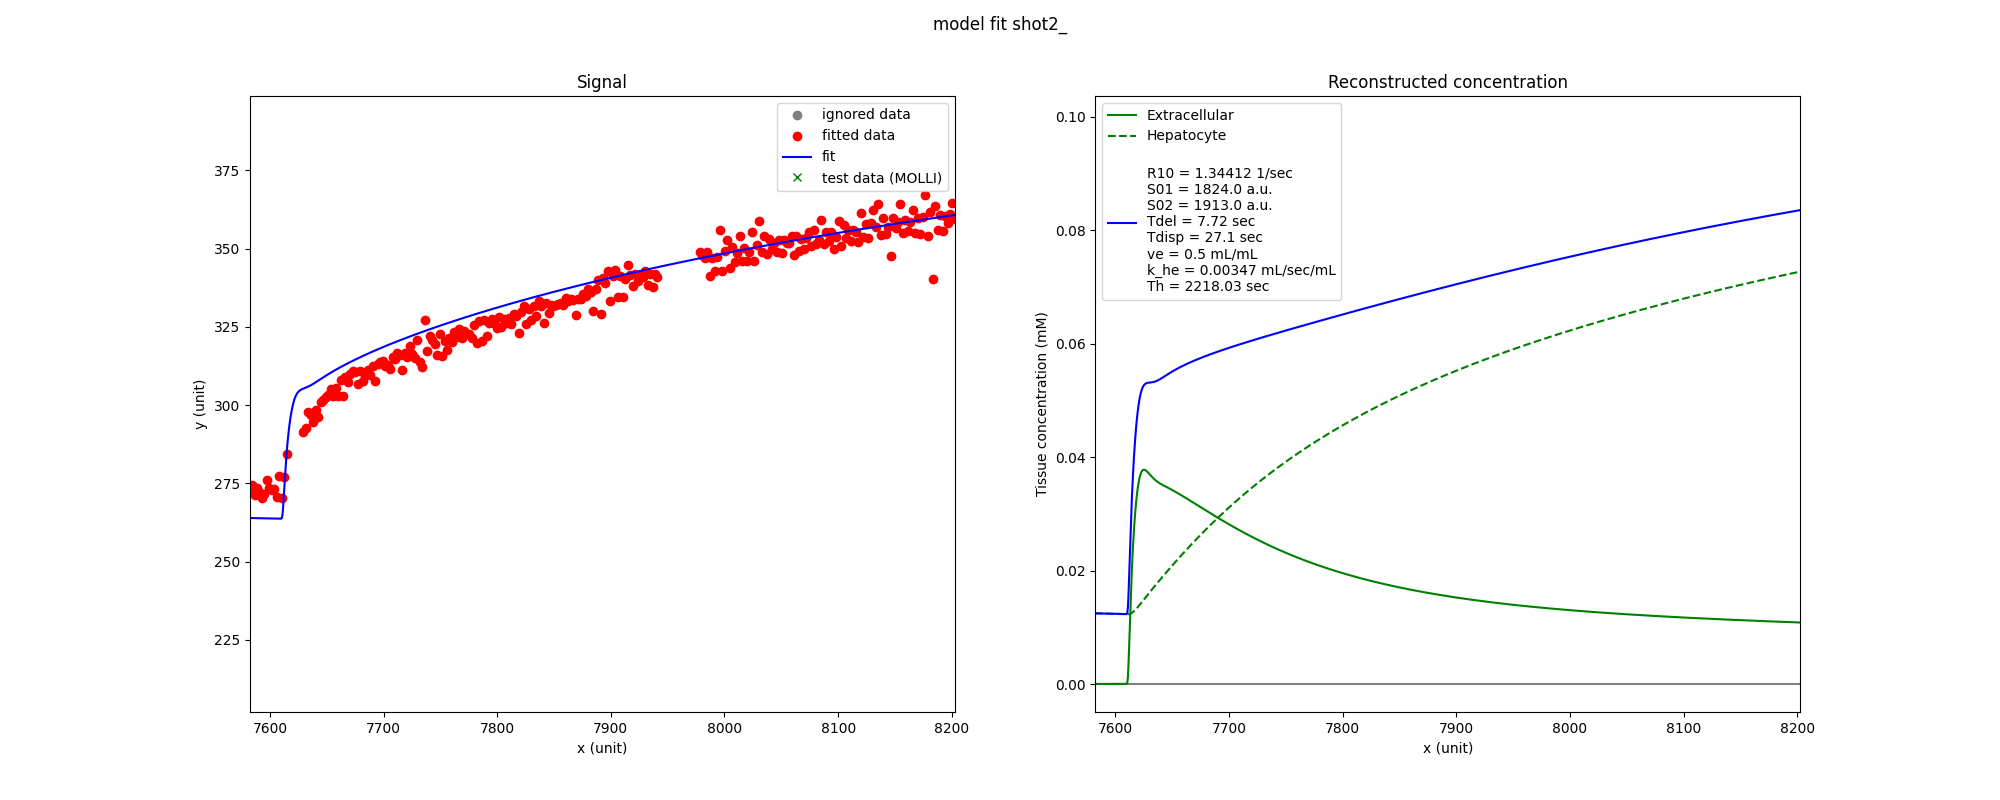 model fit shot2_
Signal
ignored data
fitted data
fit
test data (MOLLI)
375
350
325
300
275
250
225
y (unit)
7600 7700 7800 7900 8000 8100 8200
x (unit)
Reconstructed concentration
Extracellular
Hepatocyte
R10 = 1.34412 1/sec
S01 = 1824.0 a.u.
S02 = 1913.0 a.u.
Tdel = 7.72 sec
Tdisp = 27.1 sec
ve = 0.5 mL/mL
k_he = 0.00347 mL/sec/mL
Th = 2218.03 sec
0.10
0.08
0.06
0.04
0.02
0.00
Tissue concentration (mM)
7600 7700 7800 7900 8000 8100 8200
x (unit)